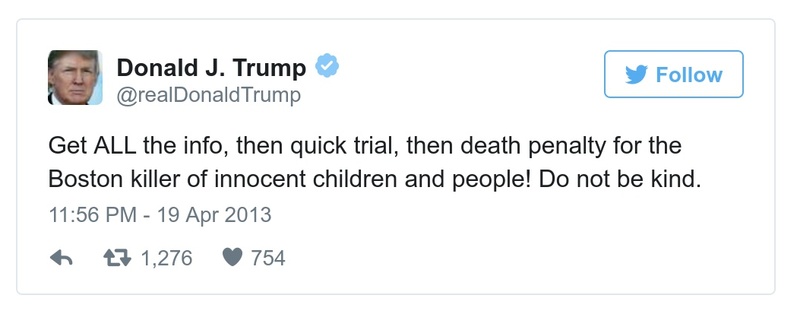 Donald J. Trump
@realDonaldTrump
Follow
Get ALL the info, then quick trial, then death penalty for the
Boston killer of innocent children and people! Do not be kind.
11:56 PM - 19 Apr 2013
1,276 754